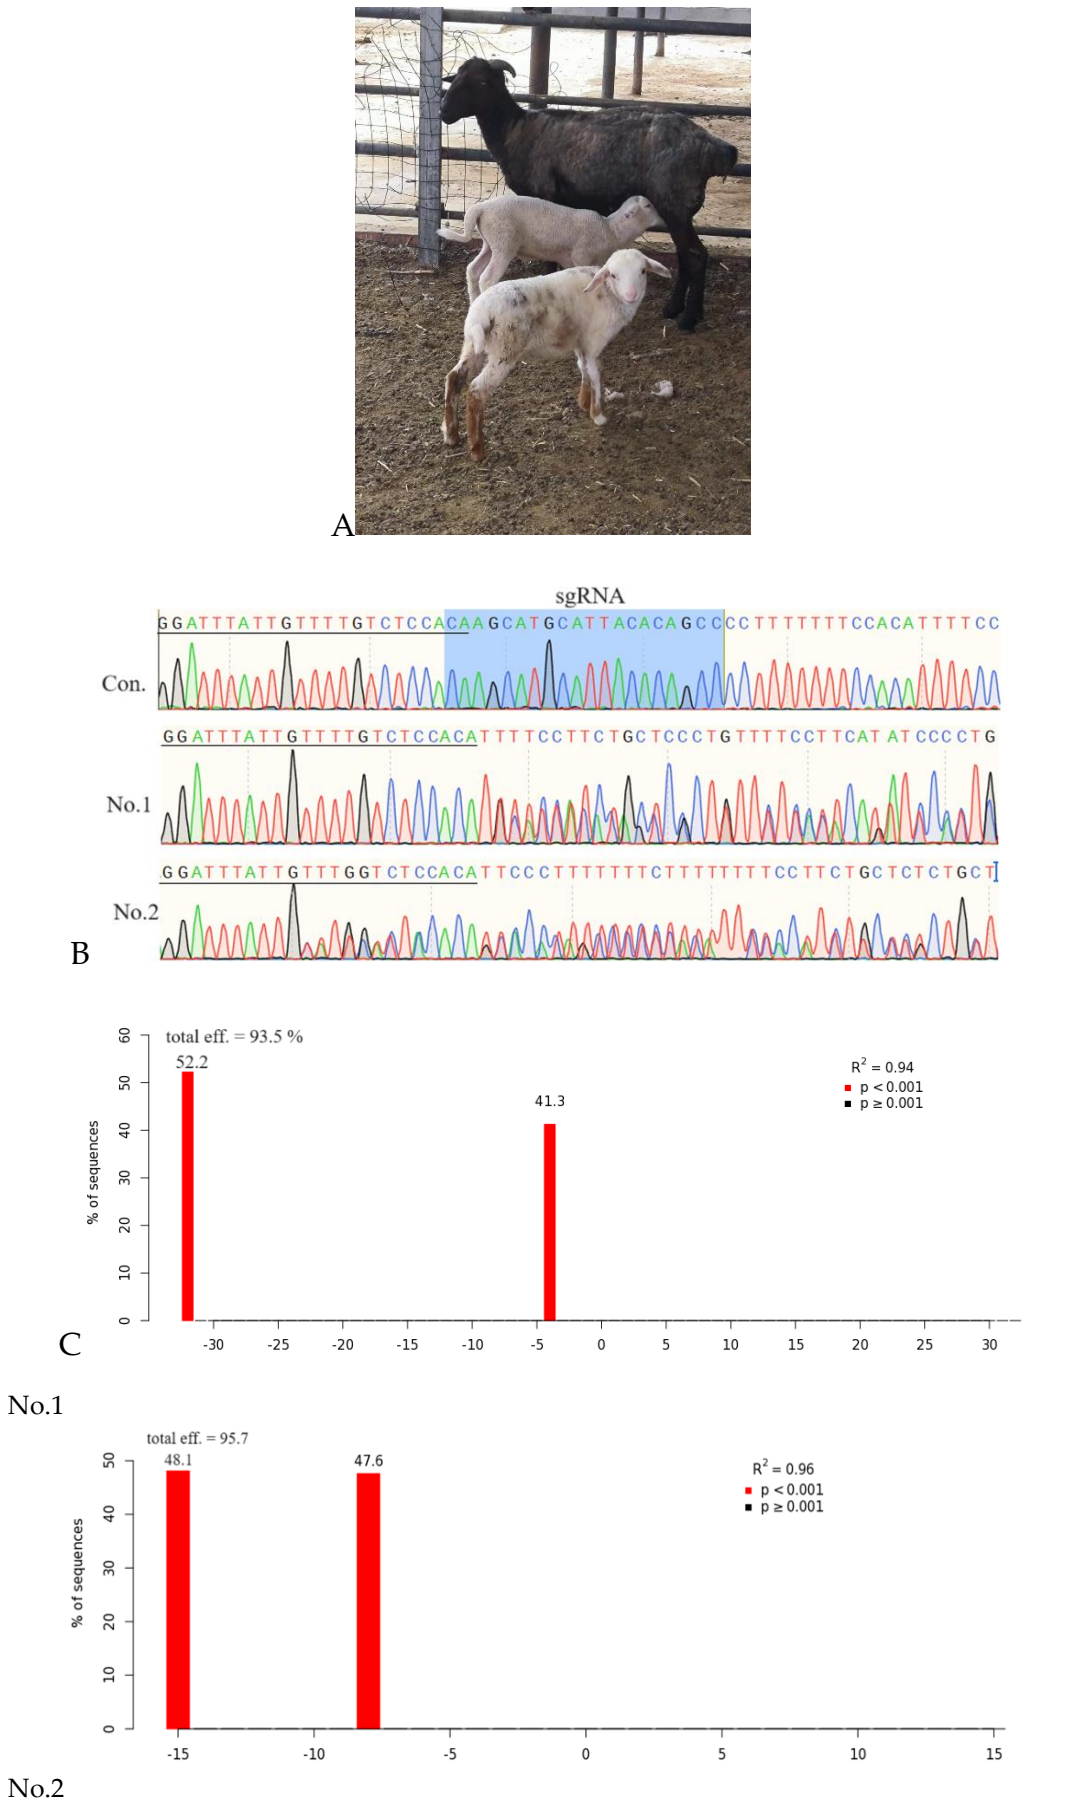 A
sgRNA
GGATTTATTGTTTTGTCTCCACAAGCATGCATTACACAGCCCCTTTTTTTCCACATTTTCC
Con.
GGATTTATTGTTTTGTCTCCACATTTTCCTTCTGCTCCCTGTTTTCCTTCATATCCCCTG
No.1
GGATTTATTGTTTGGTCTCCACATTCCCTTTTTTTCTTTTTTTTCCTTCTGCTCTCTGCT
No.2
B
total eff. = 93.5 %
52.2
41.3
R² = 0.94
p < 0.001
p ≥ 0.001
% of sequences
60
50
40
30
20
10
0
-30 -25 -20 -15 -10 -5 0 5 10 15 20 25 30
C
No.1
total eff. = 95.7
48.1
47.6
R² = 0.96
p < 0.001
p ≥ 0.001
% of sequences
50
40
30
20
10
0
-15 -10 -5 0 5 10 15
No.2